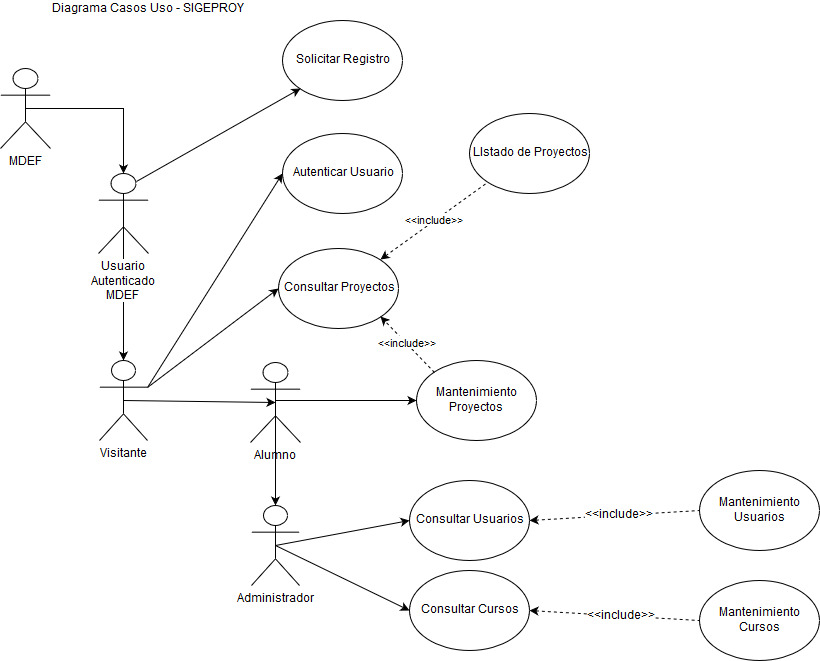 Diagrama Casos Uso - SIGEPROY
Solicitar Registro
MDEF
Autenticar Usuario
LIstado de Proyectos
<<include>>
Usuario
Autenticado
MDEF
Consultar Proyectos
<<include>>
Mantenimiento
Proyectos
Visitante
Alumno
Consultar Usuarios
<<include>>
Mantenimiento
Usuarios
Administrador
Consultar Cursos
<<include>>
Mantenimiento
Cursos